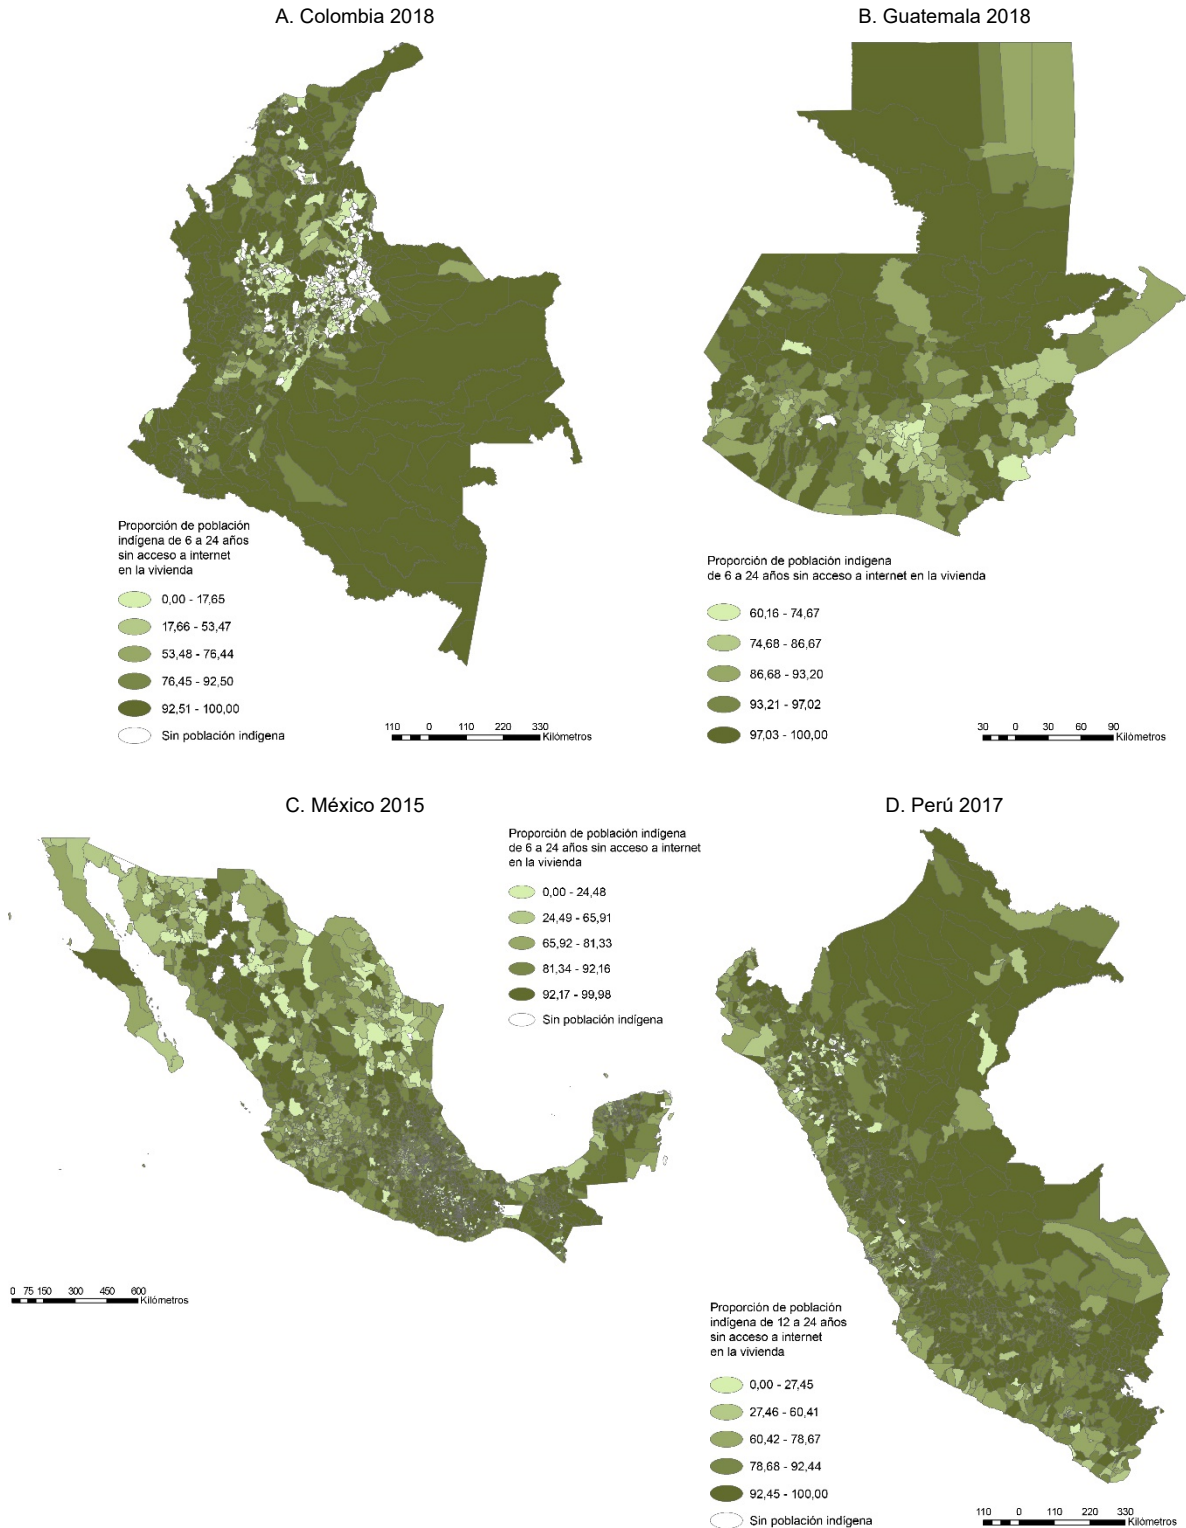 A. Colombia 2018
Proporción de población
indígena de 6 a 24 años
sin acceso a internet
en la vivienda
0,00 - 17,65
17,66 - 53,47
53,48 - 76,44
76,45 - 92,50
92,51 - 100,00
Sin población indígena
110 0 110 220 330
Kilómetros
B. Guatemala 2018
Proporción de población indígena
de 6 a 24 años sin acceso a internet en la vivienda
60,16 - 74,67
74,68 - 86,67
86,68 - 93,20
93,21 - 97,02
97,03 - 100,00
30 0 30 60 90
Kilómetros
C. México 2015
Proporción de población indígena
de 6 a 24 años sin acceso a internet
en la vivienda
0,00 - 24,48
24,49 - 65,91
65,92 - 81,33
81,34 - 92,16
92,17 - 99,98
Sin población indígena
0 75 150 300 450 600
Kilómetros
D. Perú 2017
Proporción de población
indígena de 12 a 24 años
sin acceso a internet
en la vivienda
0,00 - 27,45
27,46 - 60,41
60,42 - 78,67
78,68 - 92,44
92,45 - 100,00
Sin población indígena
110 0 110 220 330
Kilómetros